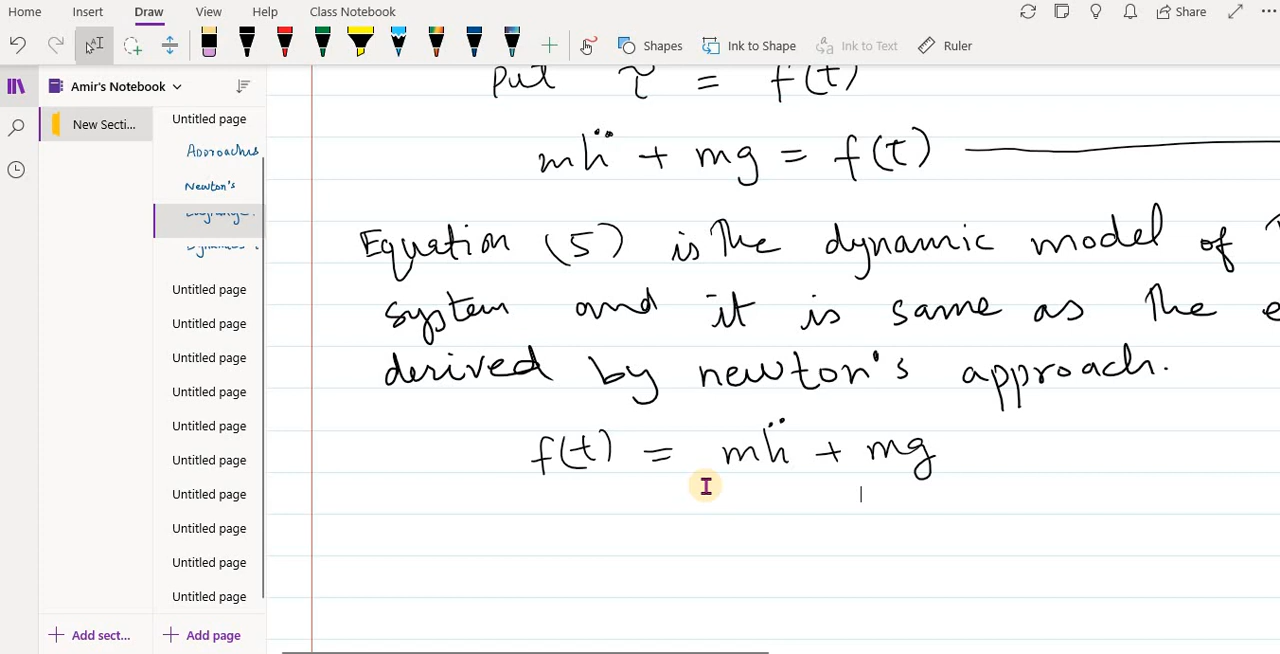 Home Insert Draw View Help Class Notebook Share
Shapes Ink to Shape Ink to Text Ruler
Amir's Notebook
New Secti...
Untitled page
Approaches
Newton's
Untitled page
Untitled page
Untitled page
Untitled page
Untitled page
Untitled page
Untitled page
Untitled page
Untitled page
Untitled page
Add sect... Add page
Put τ = f(t)
mḧ + mg = f(t)
Equation (5) is The dynamic model of
system and it is same as the
derived by newton's approach.
f(t) = mḧ + mg